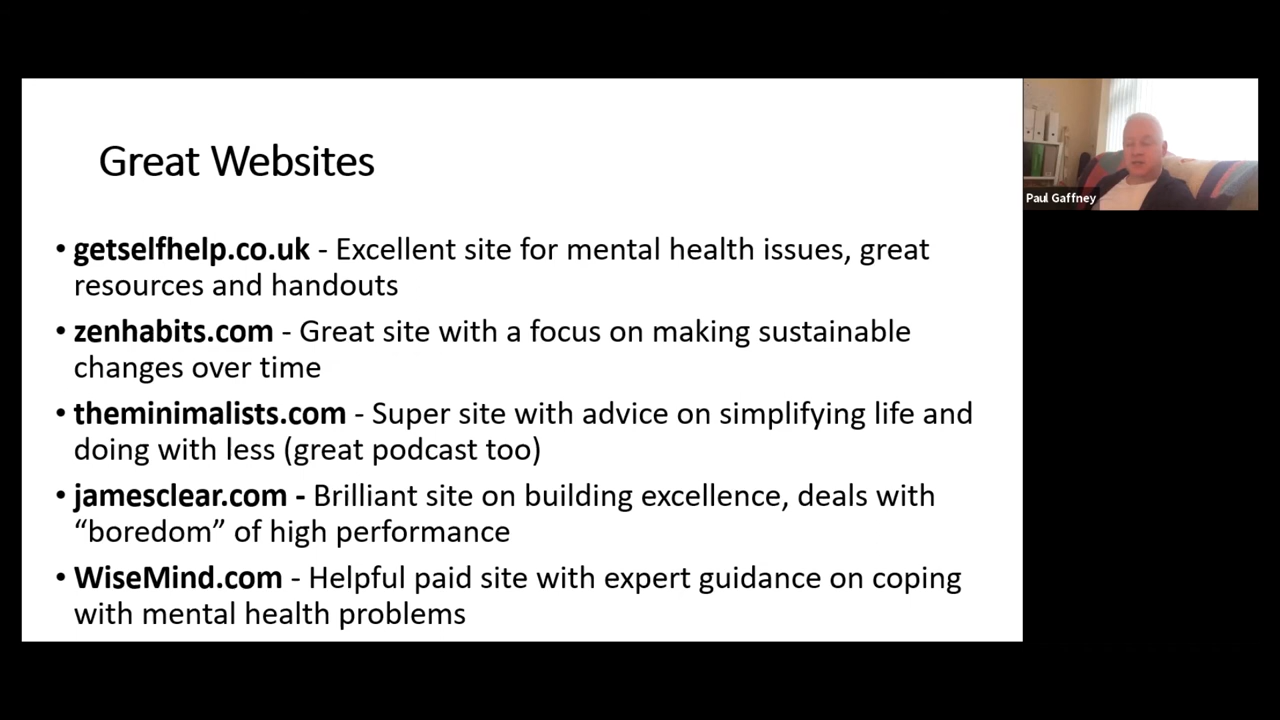 Great Websites
• getselfhelp.co.uk - Excellent site for mental health issues, great
resources and handouts
• zenhabits.com - Great site with a focus on making sustainable
changes over time
• theminimalists.com - Super site with advice on simplifying life and
doing with less (great podcast too)
• jamesclear.com - Brilliant site on building excellence, deals with
“boredom” of high performance
• WiseMind.com - Helpful paid site with expert guidance on coping
with mental health problems
Paul Gaffney